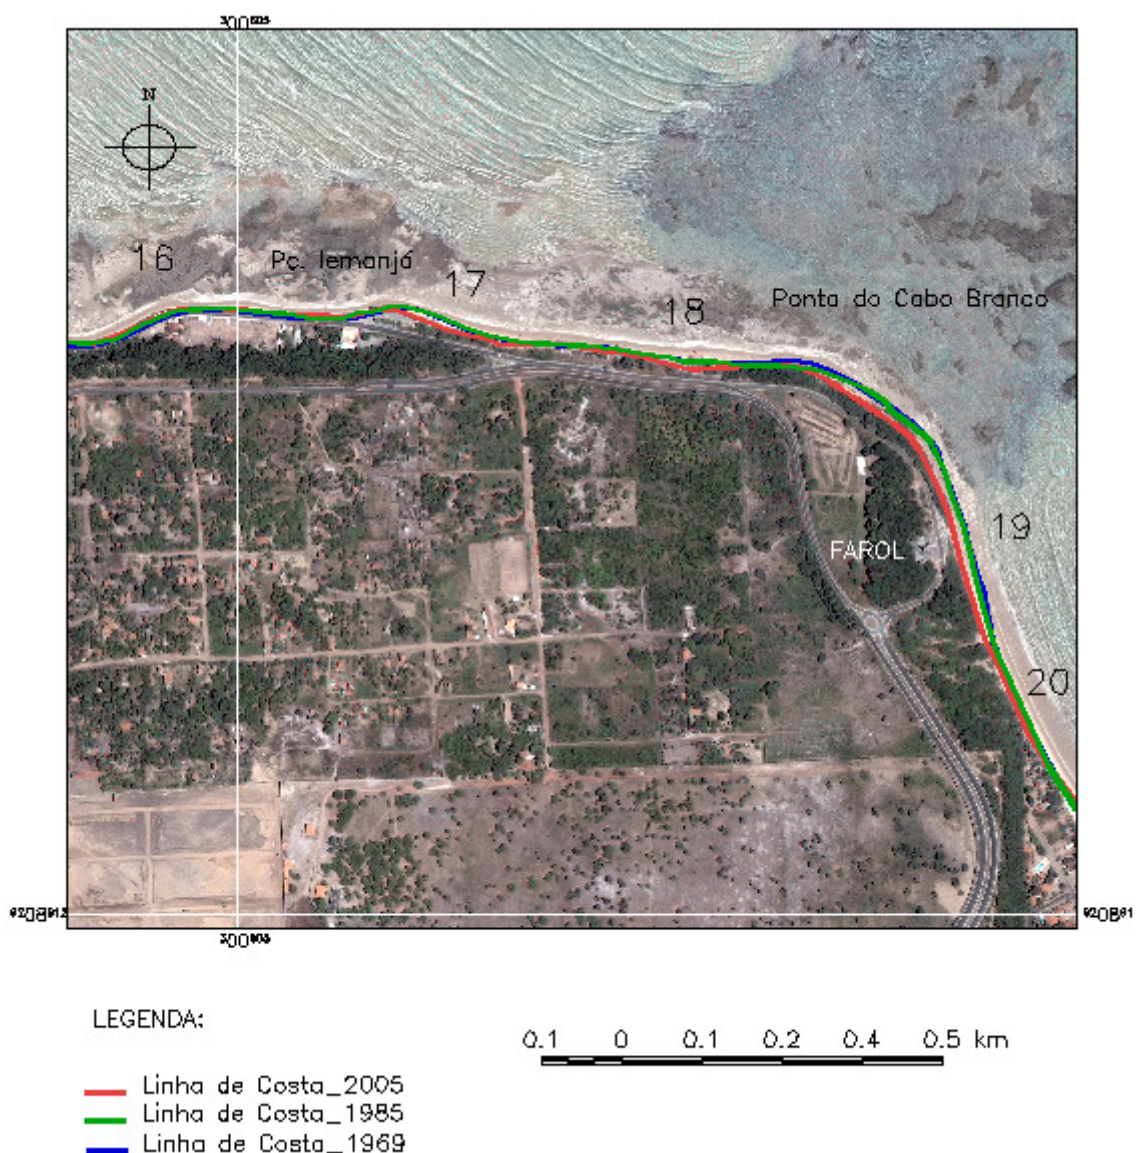 N
16
Pc. Iemanjá
17
18
Ponta do Cabo Branco
19
FAROL
20
LEGENDA:
0.1 0 0.1 0.2 0.4 0.5 km
Linha de Costa_2005
Linha de Costa_1985
Linha de Costa_1969